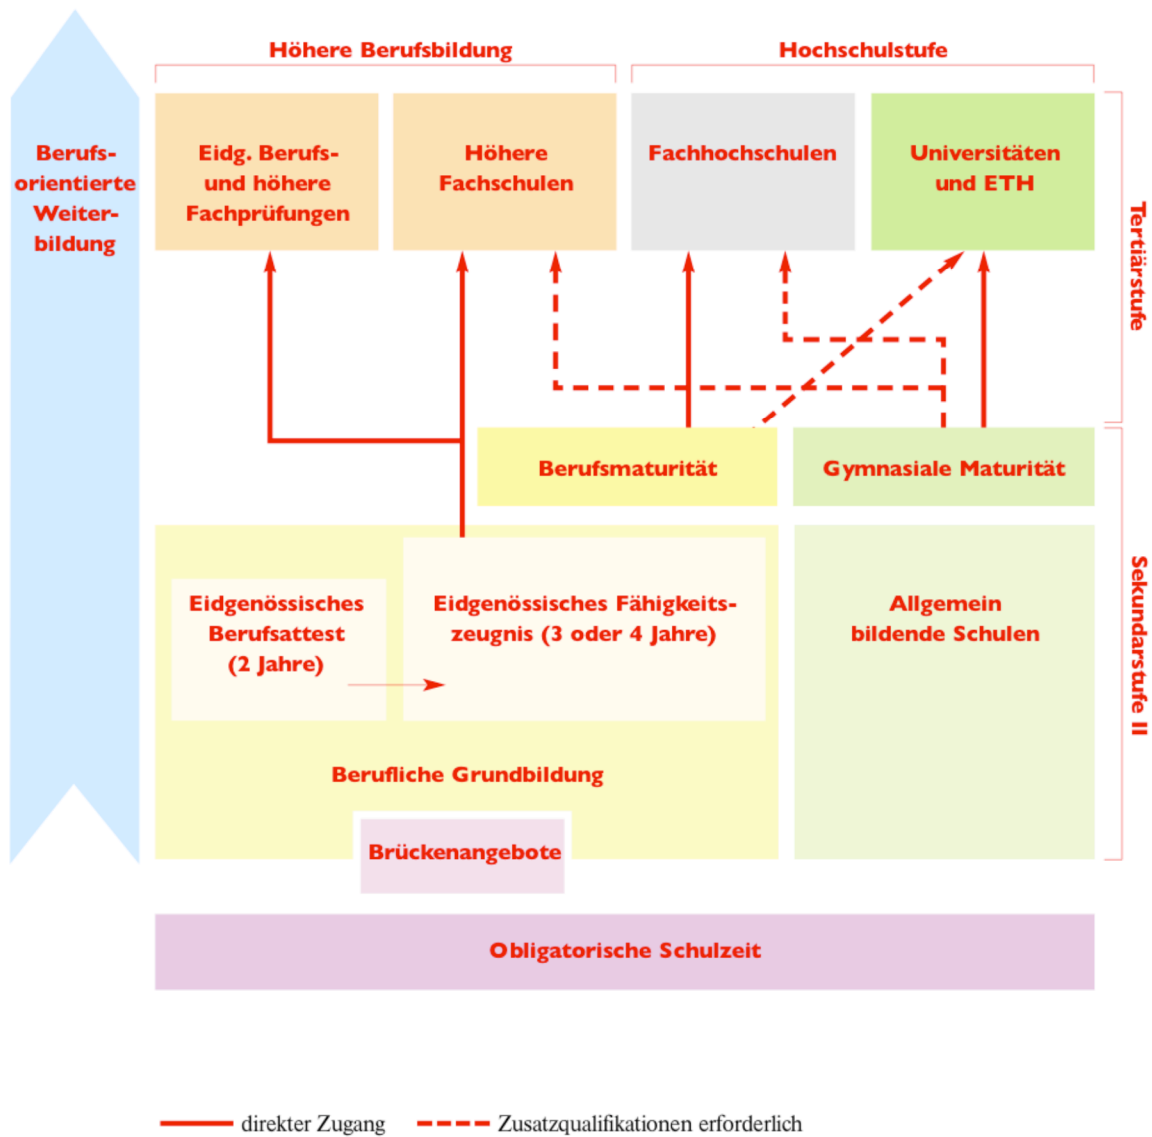 Höhere Berufsbildung
Hochschulstufe
Berufs-
orientierte
Weiter-
bildung
Eidg. Berufs-
und höhere
Fachprüfungen
Höhere
Fachschulen
Fachhochschulen
Universitäten
und ETH
Tertiärstufe
Berufsmaturität
Gymnasiale Maturität
Eidgenössisches
Berufsattest
(2 Jahre)
Eidgenössisches Fähigkeits-
zeugnis (3 oder 4 Jahre)
Allgemein
bildende Schulen
Sekundarstufe II
Berufliche Grundbildung
Brückenangebote
Obligatorische Schulzeit
direkter Zugang
Zusatzqualifikationen erforderlich